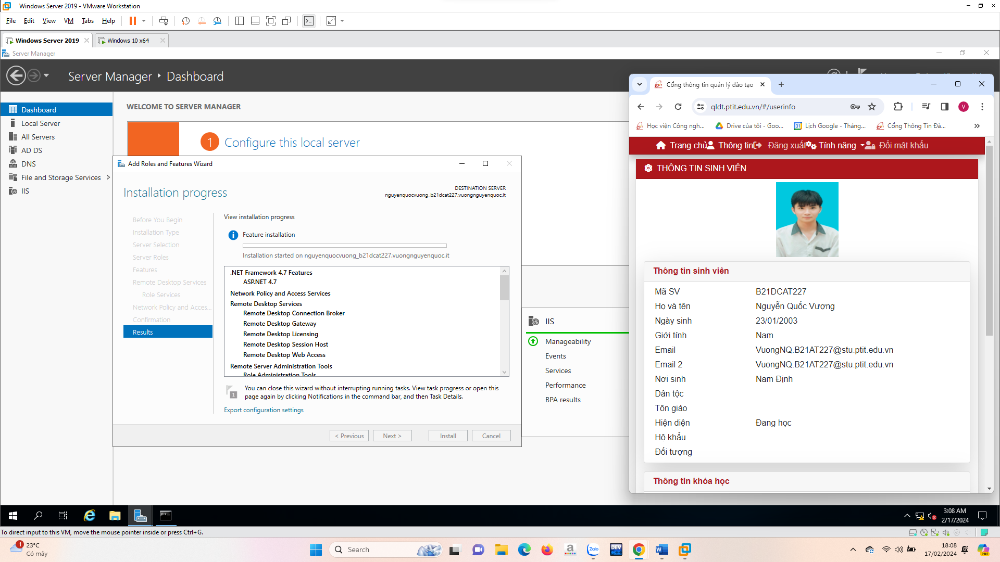 Windows Server 2019 - VMware Workstation
File Edit View VM Tabs Help
Windows Server 2019
Windows 10 x64
Server Manager
Server Manager Dashboard
Dashboard
Local Server
All Servers
AD DS
DNS
File and Storage Services
IIS
WELCOME TO SERVER MANAGER
1 Configure this local server
Add Roles and Features Wizard
Installation progress
DESTINATION SERVER
nguyenquocvuong_b21dcat227.vuongnguyenquoc.it
Before You Begin
Installation Type
Server Selection
Server Roles
Features
Remote Desktop Services
Role Services
Network Policy and Acces...
Confirmation
Results
View installation progress
Feature installation
Installation started on nguyenquocvuong_b21dcat227.vuongnguyenquoc.it
.NET Framework 4.7 Features
ASP.NET 4.7
Network Policy and Access Services
Remote Desktop Services
Remote Desktop Connection Broker
Remote Desktop Gateway
Remote Desktop Licensing
Remote Desktop Session Host
Remote Desktop Web Access
Remote Server Administration Tools
Role Administration Tools
1
You can close this wizard without interrupting running tasks. View task progress or open this
page again by clicking Notifications in the command bar, and then Task Details.
Export configuration settings
< Previous
Next >
Install
Cancel
IIS
Manageability
Events
Services
Performance
BPA results
Cổng thông tin quản lý đào tạo
qldt.ptit.edu.vn/#/userinfo
V
Học viện Công ngh...
Drive của tôi - Goo...
31 Lịch Google - Tháng...
Cổng Thông Tin Đà...
Trang chủ Thông tin Đăng xuất Tính năng Đổi mật khẩu
THÔNG TIN SINH VIÊN
Thông tin sinh viên
Mã SV B21DCAT227
Họ và tên Nguyễn Quốc Vượng
Ngày sinh 23/01/2003
Giới tính Nam
Email VuongNQ.B21AT227@stu.ptit.edu.vn
Email 2 VuongNQ.B21AT227@stu.ptit.edu.vn
Nơi sinh Nam Định
Dân tộc
Tôn giáo
Hiện diện Đang học
Hộ khẩu
Đối tượng
Thông tin khóa học
3:08 AM
2/17/2024
To direct input to this VM, move the mouse pointer inside or press Ctrl+G.
1
23°C
Có mây
Search
a
Zalo
DEV
W
18:08
17/02/2024
PRE